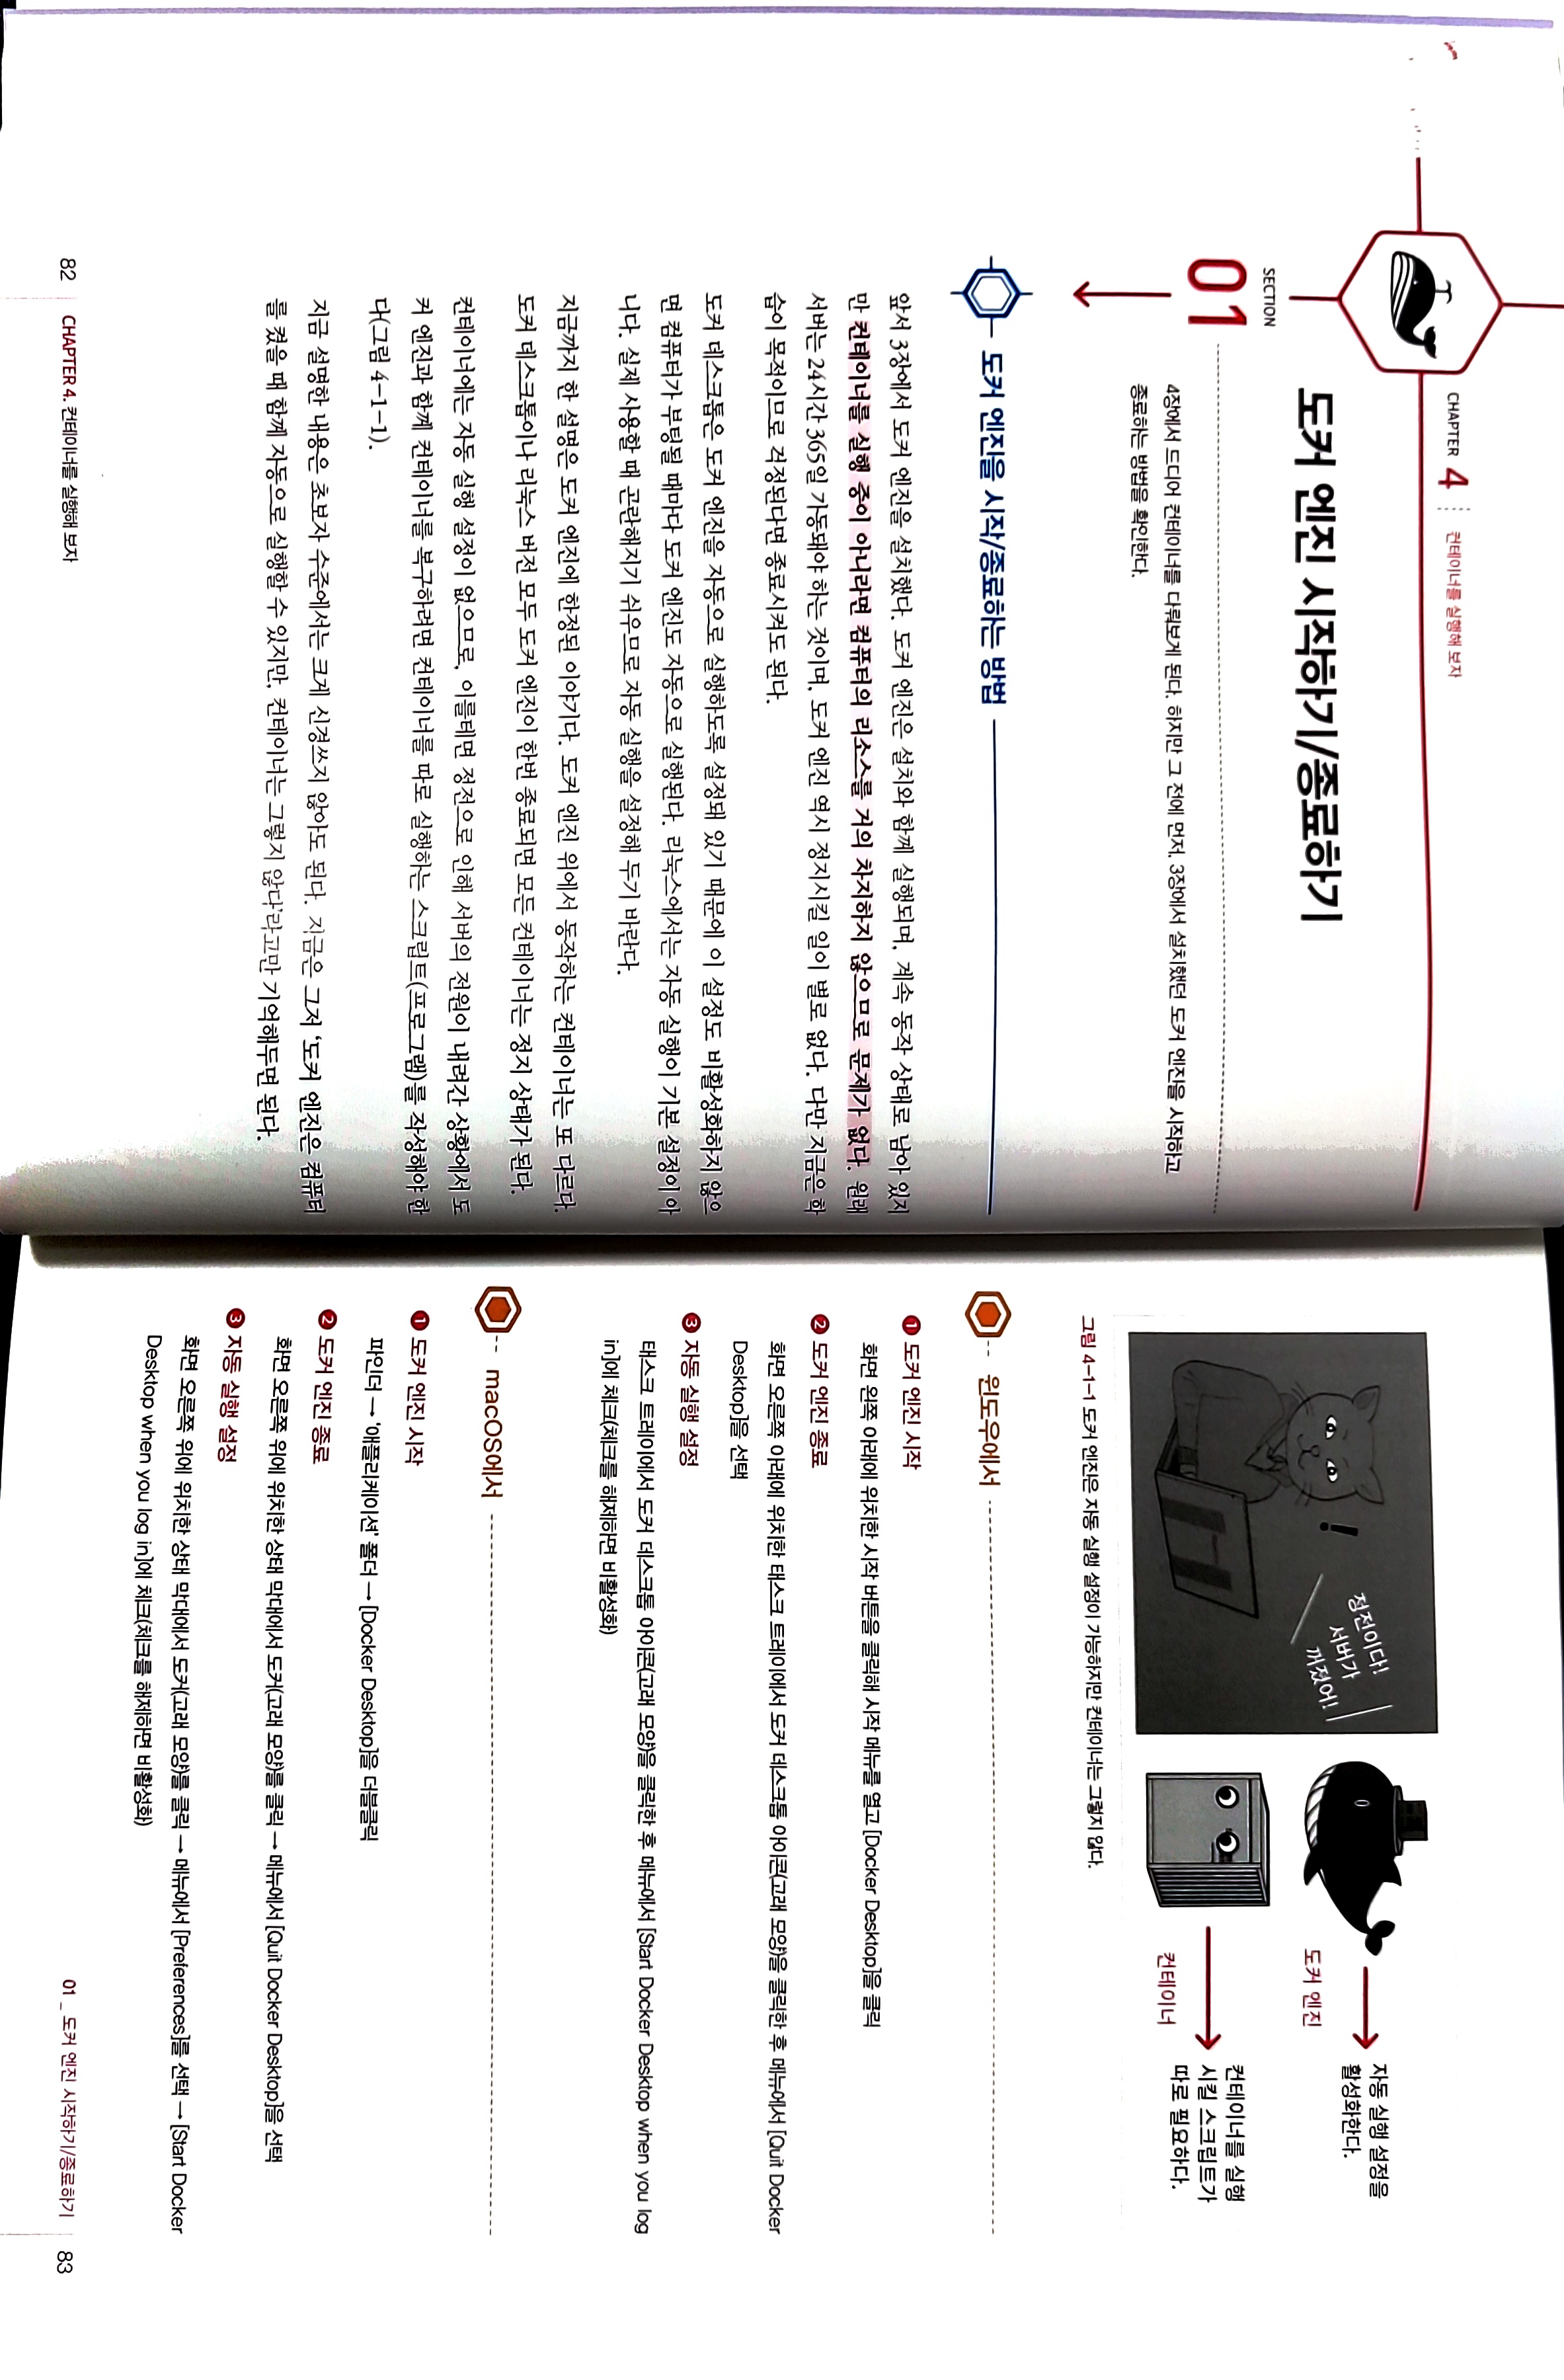 CHAPTER 4 컨테이너를 실행해 보자
도커 엔진 시작하기/종료하기
SECTION
01
4장에서 드디어 컨테이너를 다뤄보게 된다. 하지만 그 전에 먼저, 3장에서 설치했던 도커 엔진을 시작하고
종료하는 방법을 확인한다.
도커 엔진을 시작/종료하는 방법
앞서 3장에서 도커 엔진을 설치했다. 도커 엔진은 설치와 함께 실행되며, 계속 동작 상태로 남아 있지
만 컨테이너를 실행 중이 아니라면 컴퓨터의 리소스를 거의 차지하지 않으므로 문제가 없다. 원래
서버는 24시간 365일 가동돼야 하는 것이며, 도커 엔진 역시 정지시킬 일이 별로 없다. 다만 지금은 학
습이 목적이므로 걱정된다면 종료시켜도 된다.
도커 데스크톱은 도커 엔진을 자동으로 실행하도록 설정돼 있기 때문에 이 설정도 비활성화하지 않으
면 컴퓨터가 부팅될 때마다 도커 엔진도 자동으로 실행된다. 리눅스에서는 자동 실행이 기본 설정이 아
니다. 실제 사용할 때 곤란해지기 쉬우므로 자동 실행을 설정해 두기 바란다.
지금까지 한 설명은 도커 엔진에 한정된 이야기다. 도커 엔진 위에서 동작하는 컨테이너는 또 다르다.
도커 데스크톱이나 리눅스 버전 모두 도커 엔진이 한번 종료되면 모든 컨테이너는 정지 상태가 된다.
컨테이너에는 자동 실행 설정이 없으므로, 이를테면 정전으로 인해 서버의 전원이 내려간 상황에서 도
커 엔진과 함께 컨테이너를 복구하려면 컨테이너를 따로 실행하는 스크립트(프로그램)를 작성해야 한
다(그림 4-1-1).
지금 설명한 내용은 초보자 수준에서는 크게 신경쓰지 않아도 된다. 지금은 그저 '도커 엔진은 컴퓨터
를 켰을 때 함께 자동으로 실행할 수 있지만, 컨테이너는 그렇지 않다'라고만 기억해두면 된다.
82 CHAPTER 4. 컨테이너를 실행해 보자
정전이다!
서버가
꺼졌어!
!
자동 실행 설정을
활성화한다.
도커 엔진
컨테이너를 실행
시킬 스크립트가
따로 필요하다.
컨테이너
그림 4-1-1 도커 엔진은 자동 실행 설정이 가능하지만 컨테이너는 그렇지 않다.
윈도우에서
❶ 도커 엔진 시작
화면 왼쪽 아래에 위치한 시작 버튼을 클릭해 시작 메뉴를 열고 [Docker Desktop]을 클릭
❷ 도커 엔진 종료
화면 오른쪽 아래에 위치한 태스크 트레이에서 도커 데스크톱 아이콘(고래 모양)을 클릭한 후 메뉴에서 [Quit Docker
Desktop]을 선택
❸ 자동 실행 설정
태스크 트레이에서 도커 데스크톱 아이콘(고래 모양)을 클릭한 후 메뉴에서 [Start Docker Desktop when you log
in]에 체크(체크를 해제하면 비활성화)
macOS에서
❶ 도커 엔진 시작
파인더 → '애플리케이션' 폴더 → [Docker Desktop]을 더블클릭
❷ 도커 엔진 종료
화면 오른쪽 위에 위치한 상태 막대에서 도커(고래 모양)를 클릭 → 메뉴에서 [Quit Docker Desktop]을 선택
❸ 자동 실행 설정
화면 오른쪽 위에 위치한 상태 막대에서 도커(고래 모양)를 클릭 → 메뉴에서 [Preferences]를 선택 → [Start Docker
Desktop when you log in]에 체크(체크를 해제하면 비활성화)
01 _ 도커 엔진 시작하기/종료하기 83